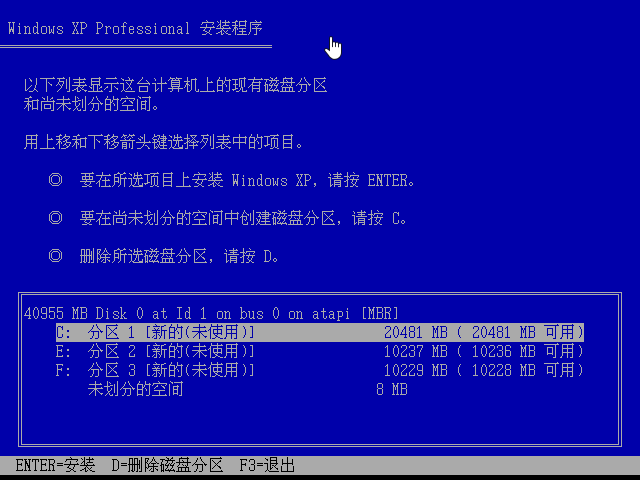 Windows XP Professional 安装程序
以下列表显示这台计算机上的现有磁盘分区
和尚未划分的空间。
用上移和下移箭头键选择列表中的项目。
◎ 要在所选项目上安装 Windows XP，请按 ENTER。
◎ 要在尚未划分的空间中创建磁盘分区，请按 C。
◎ 删除所选磁盘分区，请按 D。
40955 MB Disk 0 at Id 1 on bus 0 on atapi [MBR]
C: 分区 1 [新的(未使用)] 20481 MB ( 20481 MB 可用)
E: 分区 2 [新的(未使用)] 10237 MB ( 10236 MB 可用)
F: 分区 3 [新的(未使用)] 10229 MB ( 10228 MB 可用)
未划分的空间 8 MB
ENTER=安装 D=删除磁盘分区 F3=退出